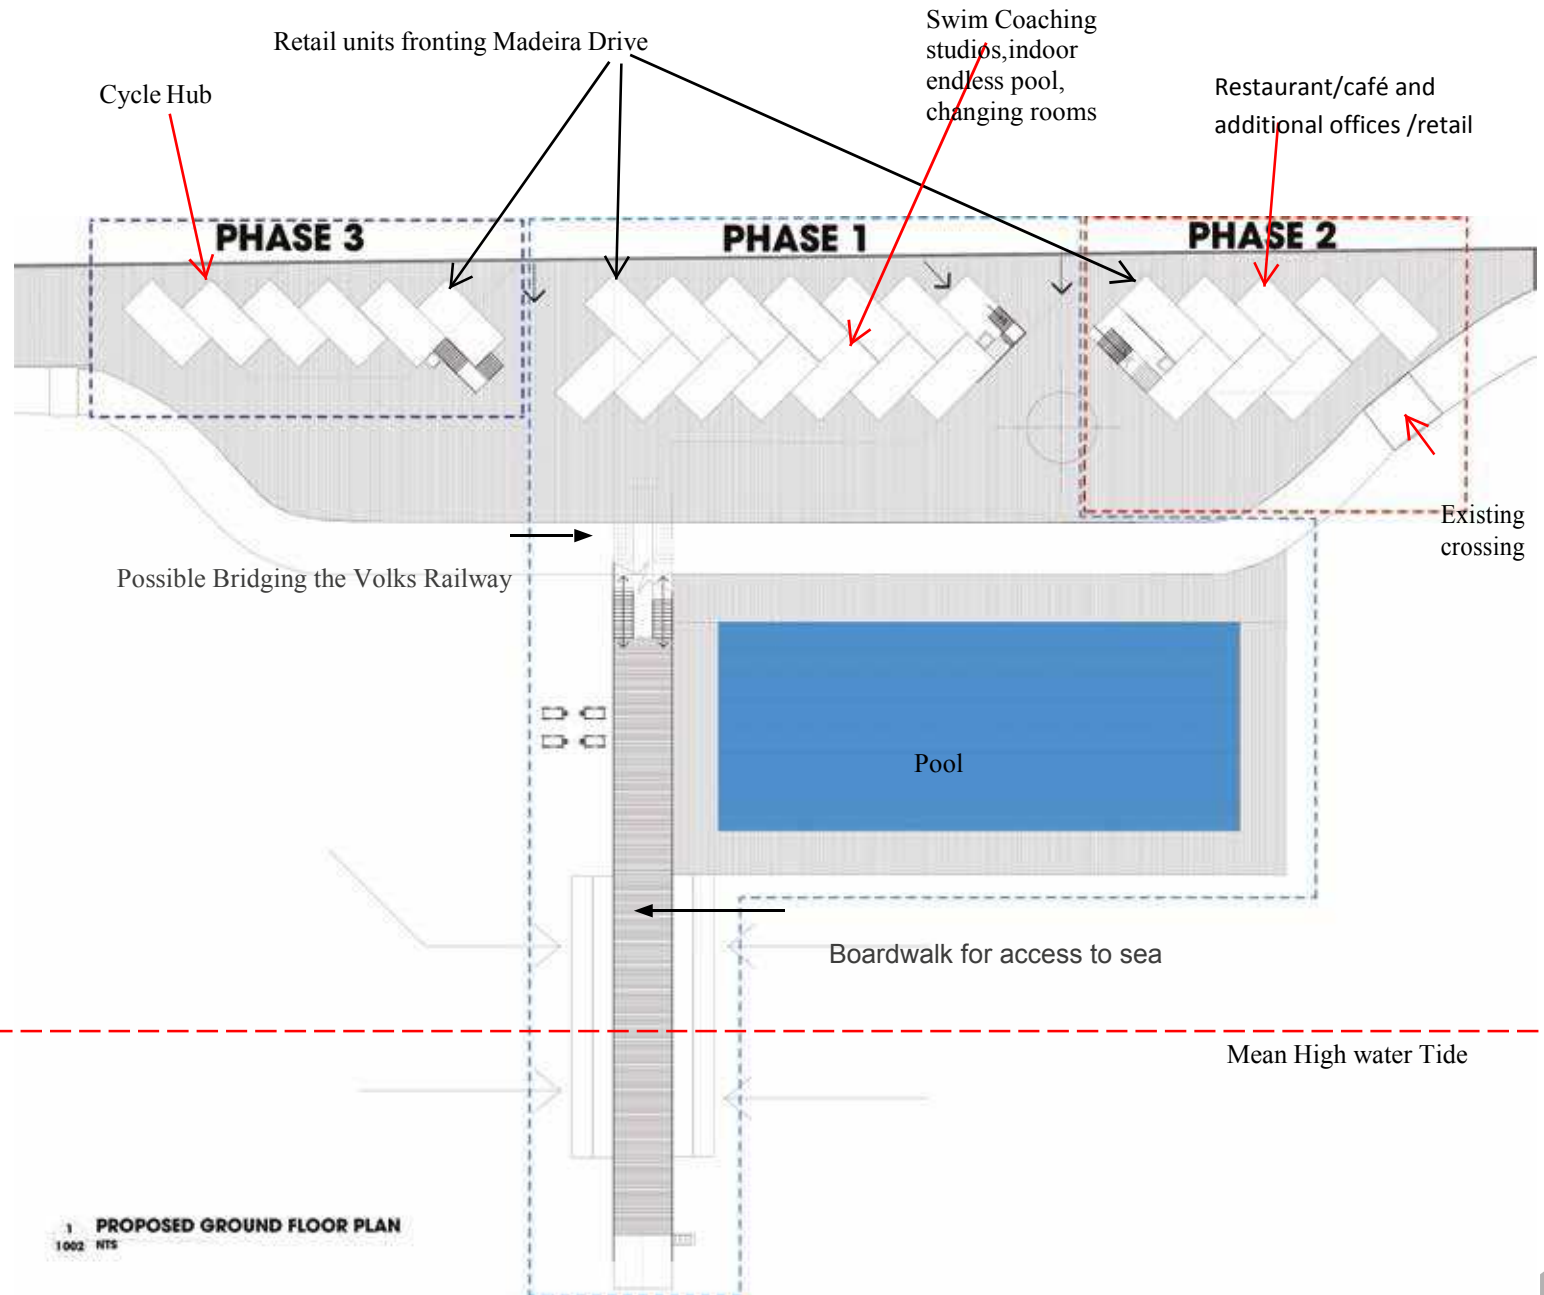 Swim Coaching
studios,indoor
endless pool,
changing rooms
Retail units fronting Madeira Drive
Cycle Hub
Restaurant/café and
additional offices /retail
PHASE 3
PHASE 1
PHASE 2
Existing
crossing
Possible Bridging the Volks Railway
Pool
Boardwalk for access to sea
Mean High water Tide
1 PROPOSED GROUND FLOOR PLAN
1002 NTS